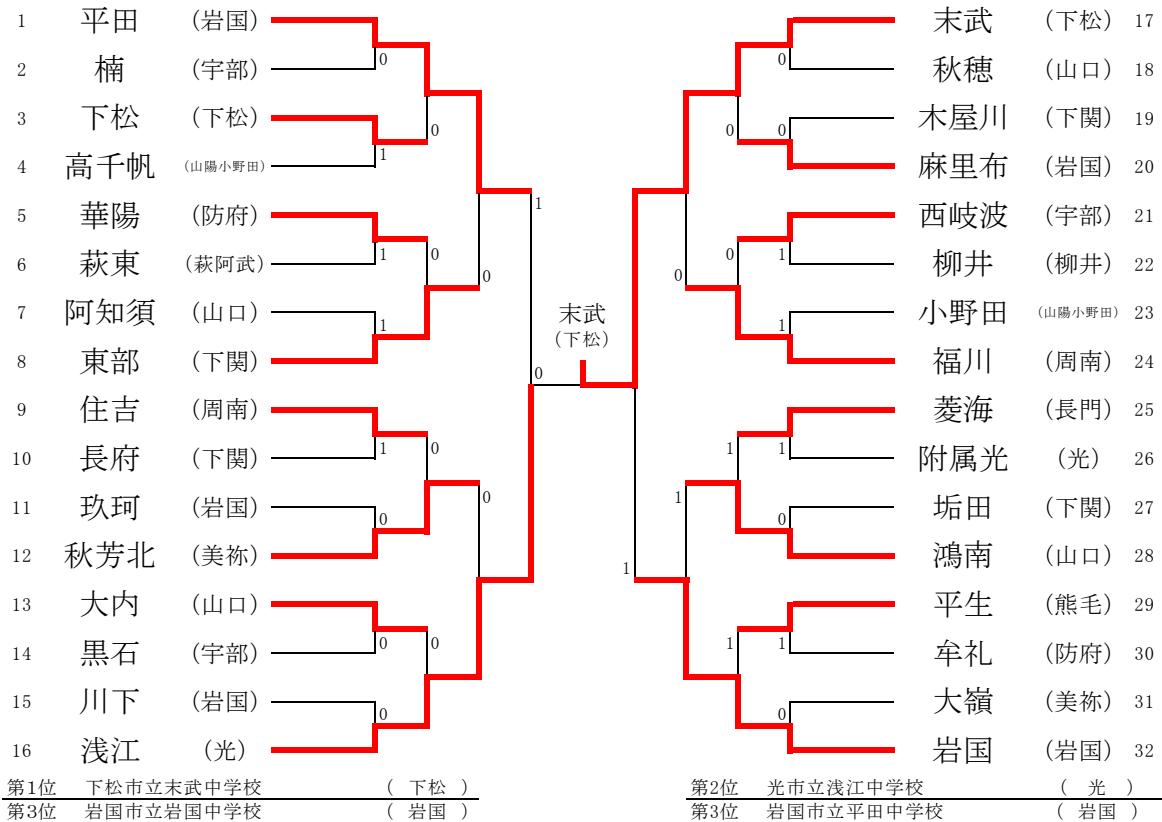 1 平田 (岩国)
2 楠 (宇部)
3 下松 (下松)
4 高千帆 (山陽小野田)
5 華陽 (防府)
6 萩東 (萩阿武)
7 阿知須 (山口)
8 東部 (下関)
9 住吉 (周南)
10 長府 (下関)
11 玖珂 (岩国)
12 秋芳北 (美祢)
13 大内 (山口)
14 黒石 (宇部)
15 川下 (岩国)
16 浅江 (光)
0
0
1
1
1
0
0
1
0
1
0
0
0
0
0
0
末武
(下松)
0
0
0
0
1
0
1
1
1
1
0
1
1
1
0
末武 (下松) 17
秋穂 (山口) 18
木屋川 (下関) 19
麻里布 (岩国) 20
西岐波 (宇部) 21
柳井 (柳井) 22
小野田 (山陽小野田) 23
福川 (周南) 24
菱海 (長門) 25
附属光 (光) 26
垢田 (下関) 27
鴻南 (山口) 28
平生 (熊毛) 29
牟礼 (防府) 30
大嶺 (美祢) 31
岩国 (岩国) 32
第1位 下松市立末武中学校 ( 下松 )
第2位 光市立浅江中学校 ( 光 )
第3位 岩国市立岩国中学校 ( 岩国 )
第3位 岩国市立平田中学校 ( 岩国 )